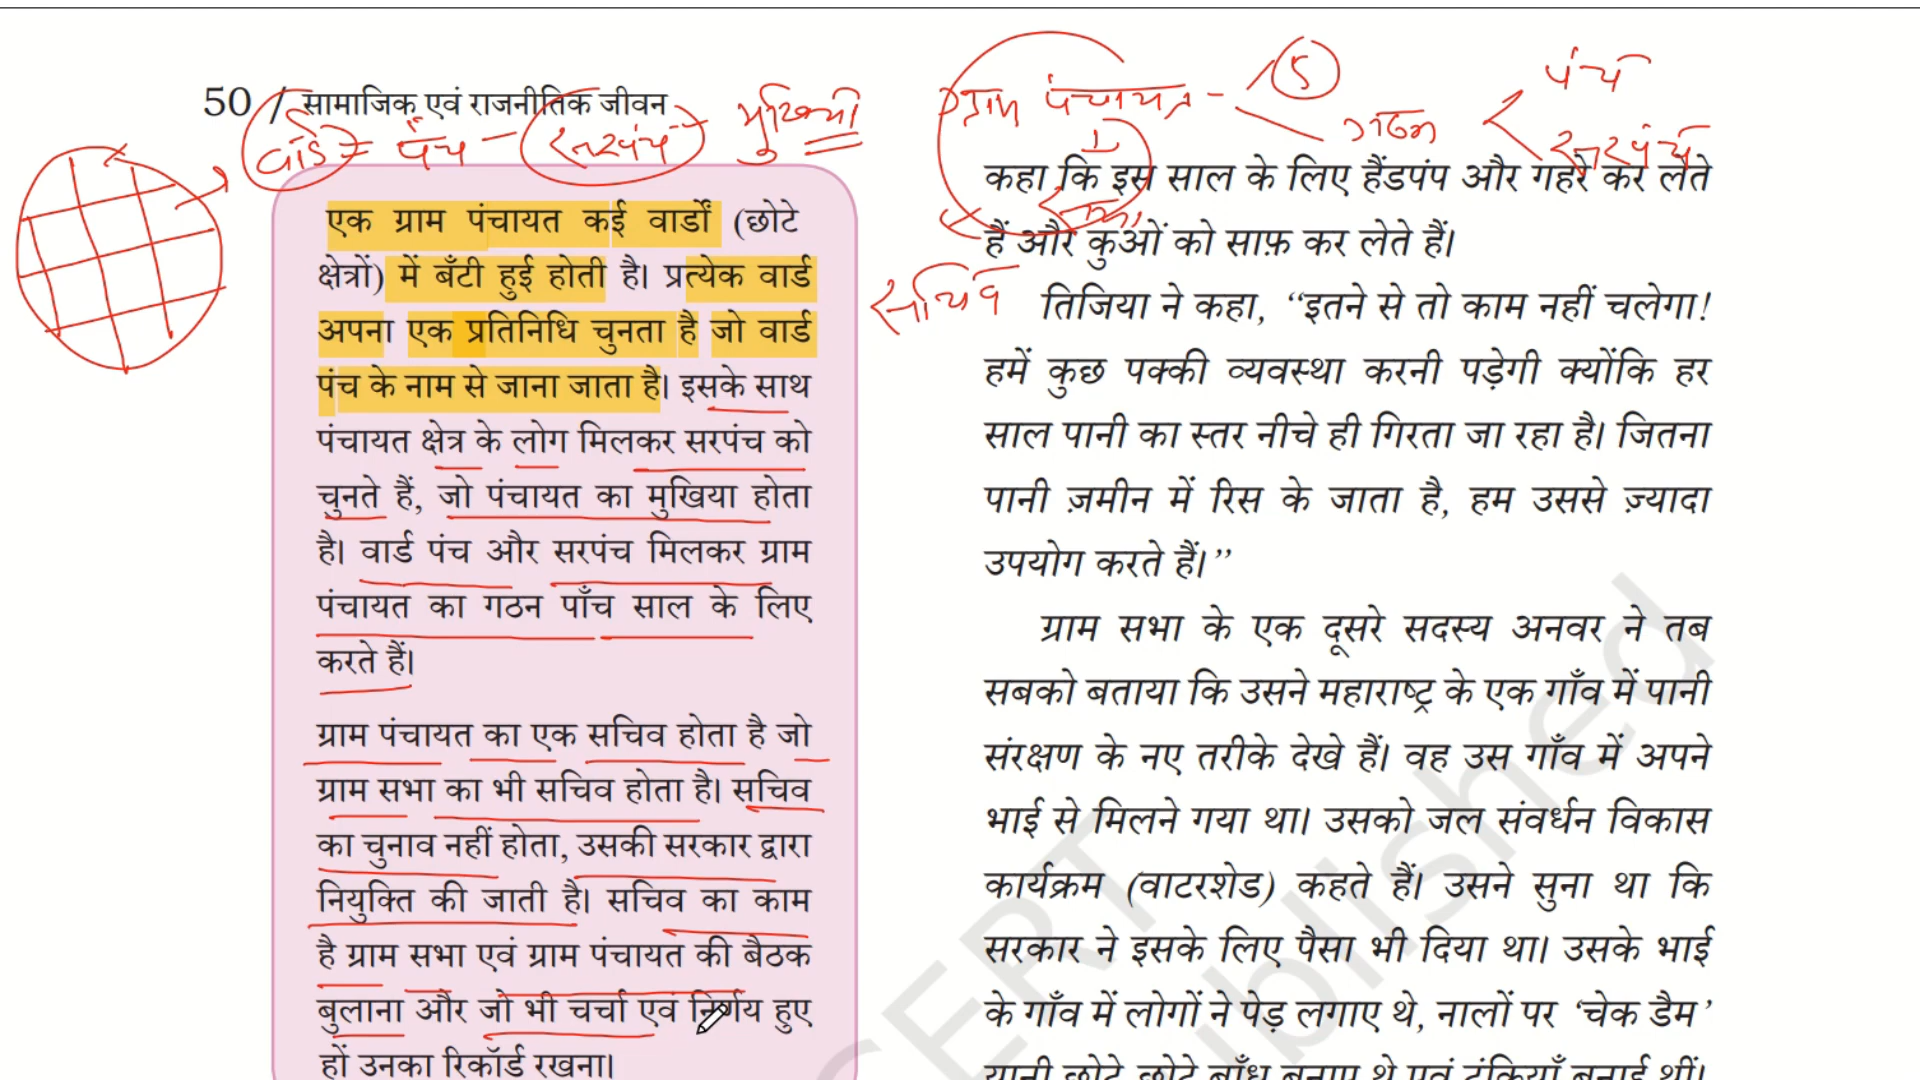 50 / सामाजिक एवं राजनीतिक जीवन
वार्ड = पंच - सरपंच - मुखिया
ग्राम पंचायत - 5
गठन
पंच
सरपंच
सचिव
एक ग्राम पंचायत कई वार्डों (छोटे
क्षेत्रों) में बँटी हुई होती है। प्रत्येक वार्ड
अपना एक प्रतिनिधि चुनता है जो वार्ड
पंच के नाम से जाना जाता है। इसके साथ
पंचायत क्षेत्र के लोग मिलकर सरपंच को
चुनते हैं, जो पंचायत का मुखिया होता
है। वार्ड पंच और सरपंच मिलकर ग्राम
पंचायत का गठन पाँच साल के लिए
करते हैं।
ग्राम पंचायत का एक सचिव होता है जो
ग्राम सभा का भी सचिव होता है। सचिव
का चुनाव नहीं होता, उसकी सरकार द्वारा
नियुक्ति की जाती है। सचिव का काम
है ग्राम सभा एवं ग्राम पंचायत की बैठक
बुलाना और जो भी चर्चा एवं निर्णय हुए
हों उनका रिकॉर्ड रखना।
कहा कि इस साल के लिए हैंडपंप और गहरे कर लेते
हैं और कुओं को साफ़ कर लेते हैं।
तिजिया ने कहा, “इतने से तो काम नहीं चलेगा!
हमें कुछ पक्की व्यवस्था करनी पड़ेगी क्योंकि हर
साल पानी का स्तर नीचे ही गिरता जा रहा है। जितना
पानी ज़मीन में रिस के जाता है, हम उससे ज़्यादा
उपयोग करते हैं।”
ग्राम सभा के एक दूसरे सदस्य अनवर ने तब
सबको बताया कि उसने महाराष्ट्र के एक गाँव में पानी
संरक्षण के नए तरीके देखे हैं। वह उस गाँव में अपने
भाई से मिलने गया था। उसको जल संवर्धन विकास
कार्यक्रम (वाटरशेड) कहते हैं। उसने सुना था कि
सरकार ने इसके लिए पैसा भी दिया था। उसके भाई
के गाँव में लोगों ने पेड़ लगाए थे, नालों पर ‘चेक डैम’
यानी छोटे छोटे बाँध बनाए थे एवं टंकियाँ बनाई थीं।